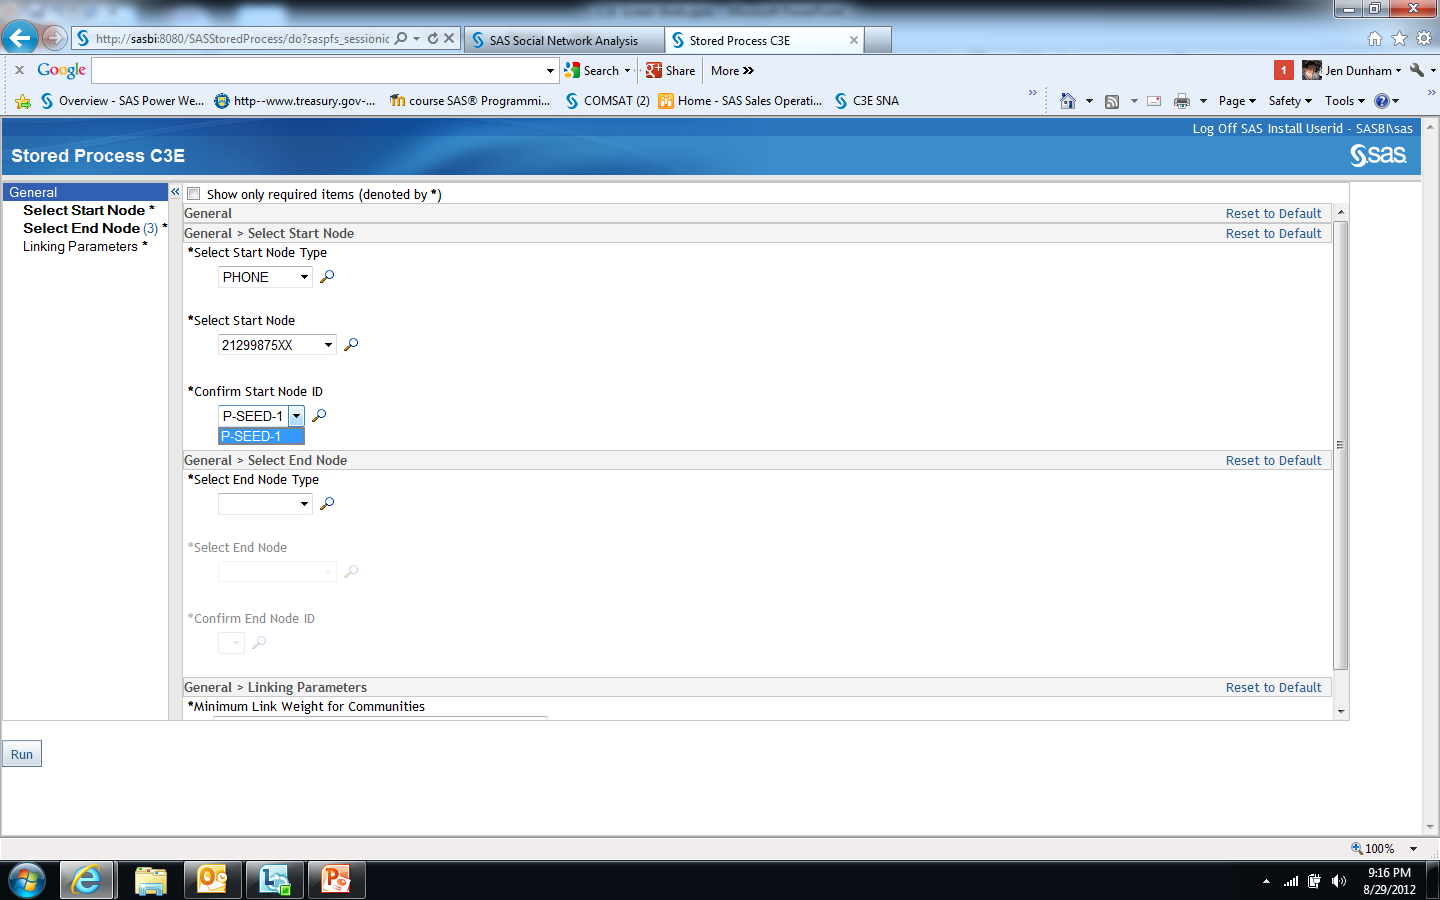 http://sasbi:8080/SASStoredProcess/do?saspfs_sessionic
SAS Social Network Analysis
Stored Process C3E
x Google Search Share More »
1 Jen Dunham
Overview - SAS Power We...
http--www.treasury.gov-...
course SAS® Programmi...
COMSAT (2)
Home - SAS Sales Operati...
C3E SNA
»
Page
Safety
Tools
»
Log Off SAS Install Userid - SASBI\sas
Stored Process C3E
sas
General
Select Start Node *
Select End Node (3) *
Linking Parameters *
«
Show only required items (denoted by *)
General Reset to Default
General > Select Start Node Reset to Default
*Select Start Node Type
PHONE
*Select Start Node
21299875XX
*Confirm Start Node ID
P-SEED-1
P-SEED-1
General > Select End Node Reset to Default
*Select End Node Type
*Select End Node
*Confirm End Node ID
General > Linking Parameters Reset to Default
*Minimum Link Weight for Communities
Run
100%
9:16 PM
8/29/2012